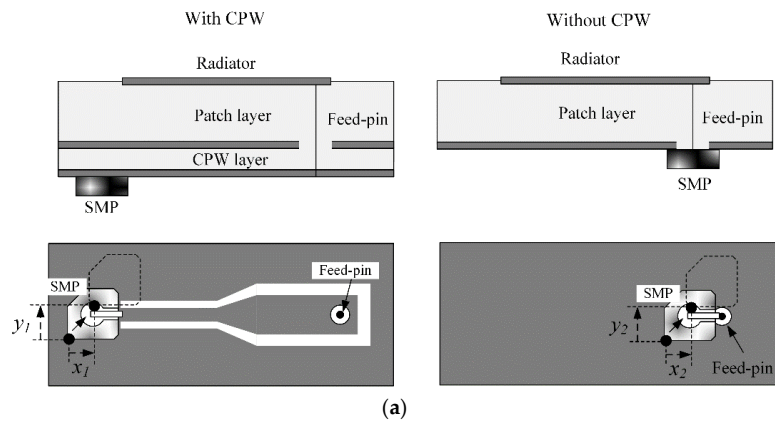 With CPW
Without CPW
Radiator
Patch layer
Feed-pin
CPW layer
SMP
Radiator
Patch layer
Feed-pin
SMP
SMP
Feed-pin
y1
x1
SMP
y2
x2
Feed-pin
(a)